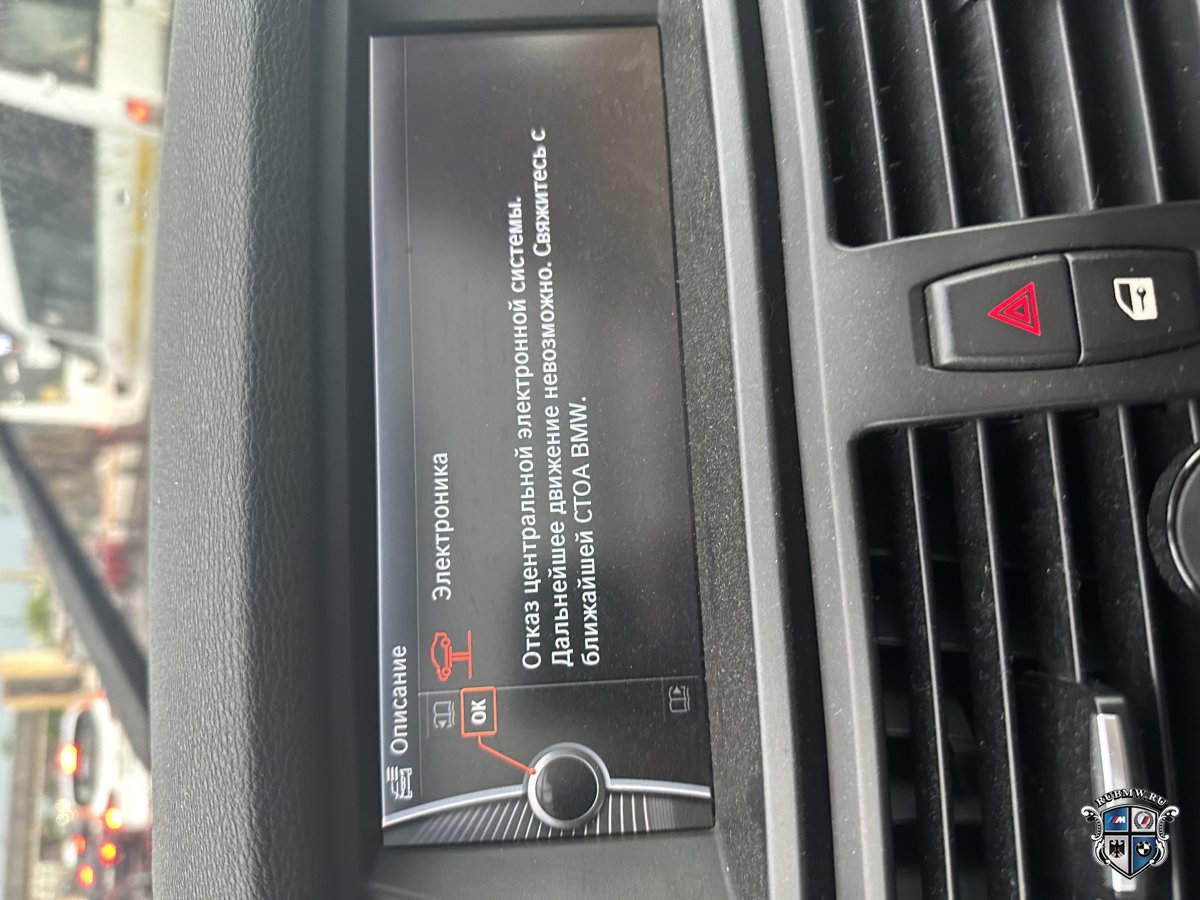 Описание
Электроника
OK
Отказ центральной электронной системы.
Дальнейшее движение невозможно. Свяжитесь с
ближайшей СТОА BMW.
RUBMW.RU